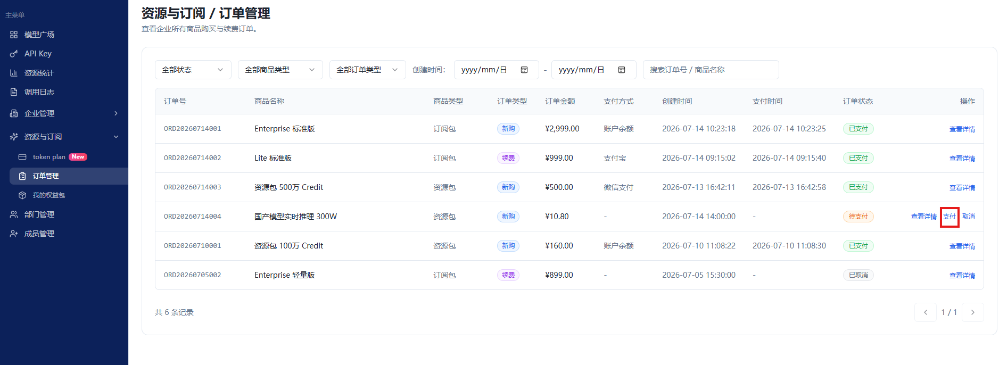 主菜单
模型广场
API Key
资源统计
调用日志
企业管理
资源与订阅
token plan New
订单管理
我的权益包
部门管理
成员管理
资源与订阅 / 订单管理
查看企业所有商品购买与续费订单。
全部状态 全部商品类型 全部订单类型 创建时间: yyyy/mm/日 - yyyy/mm/日 搜索订单号 / 商品名称
订单号 商品名称 商品类型 订单类型 订单金额 支付方式 创建时间 支付时间 订单状态 操作
ORD20260714001 Enterprise 标准版 订阅包 新购 ¥2,999.00 账户余额 2026-07-14 10:23:18 2026-07-14 10:23:25 已支付 查看详情
ORD20260714002 Lite 标准版 订阅包 续费 ¥999.00 支付宝 2026-07-14 09:15:02 2026-07-14 09:15:40 已支付 查看详情
ORD20260714003 资源包 500万 Credit 资源包 新购 ¥500.00 微信支付 2026-07-13 16:42:11 2026-07-13 16:42:58 已支付 查看详情
ORD20260714004 国产模型实时推理 300W 资源包 新购 ¥10.80 - 2026-07-14 14:00:00 - 待支付 查看详情 支付 取消
ORD20260710001 资源包 100万 Credit 资源包 新购 ¥160.00 账户余额 2026-07-10 11:08:22 2026-07-10 11:08:30 已支付 查看详情
ORD20260705002 Enterprise 轻量版 订阅包 续费 ¥899.00 - 2026-07-05 15:30:00 - 已取消 查看详情
共 6 条记录 1 / 1